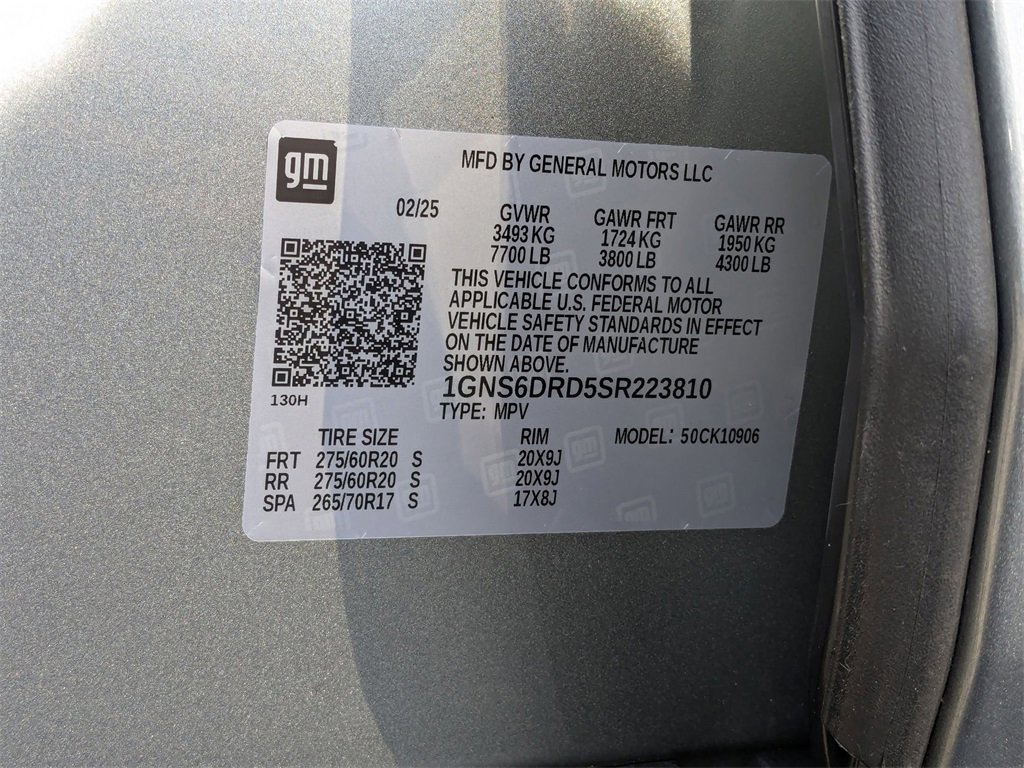 gm
MFD BY GENERAL MOTORS LLC
02/25 GVWR GAWR FRT GAWR RR
3493 KG 1724 KG 1950 KG
7700 LB 3800 LB 4300 LB
THIS VEHICLE CONFORMS TO ALL
APPLICABLE U.S. FEDERAL MOTOR
VEHICLE SAFETY STANDARDS IN EFFECT
ON THE DATE OF MANUFACTURE
SHOWN ABOVE.
1GNS6DRD5SR223810
130H
TYPE: MPV
TIRE SIZE RIM MODEL: 50CK10906
FRT 275/60R20 S 20X9J
RR 275/60R20 S 20X9J
SPA 265/70R17 S 17X8J